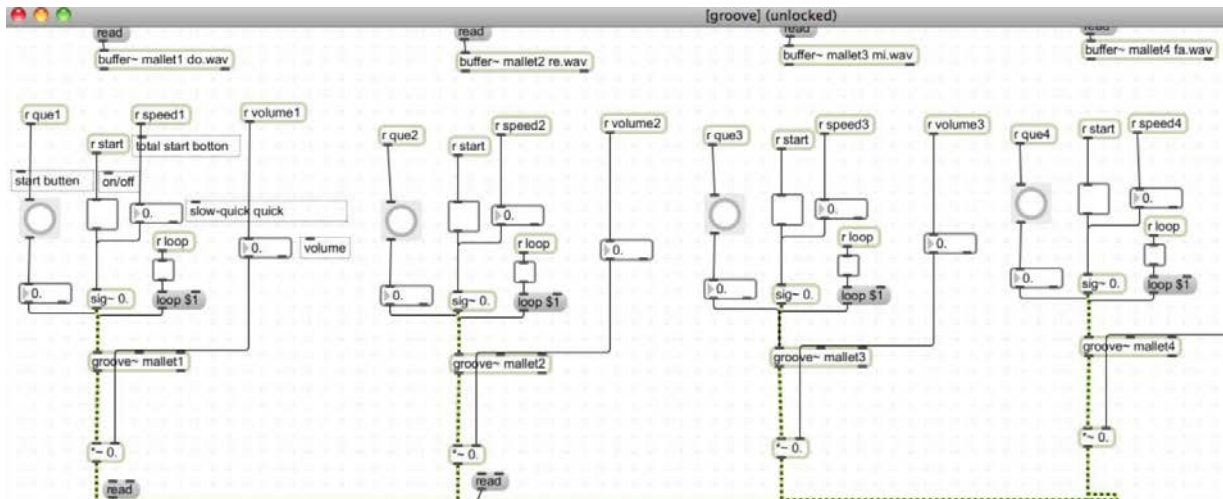 [groove] (unlocked)
read
read
read
read
buffer~ mallet1 do.wav
buffer~ mallet2 re.wav
buffer~ mallet3 mi.wav
buffer~ mallet4 fa.wav
r que1
r speed1
r volume1
r start
total start botton
start butten
on/off
0.
slow-quick quick
r loop
0.
volume
0.
sig~ 0.
loop $1
groove~ mallet1
*~ 0.
read
r que2
r speed2
r volume2
r start
0.
r loop
0.
0.
sig~ 0.
loop $1
groove~ mallet2
*~ 0.
read
r que3
r speed3
r volume3
r start
0.
r loop
0.
0.
sig~ 0.
loop $1
groove~ mallet3
*~ 0.
r que4
r start
r speed4
0.
r loop
0.
sig~ 0.
loop $1
groove~ mallet4
*~ 0.